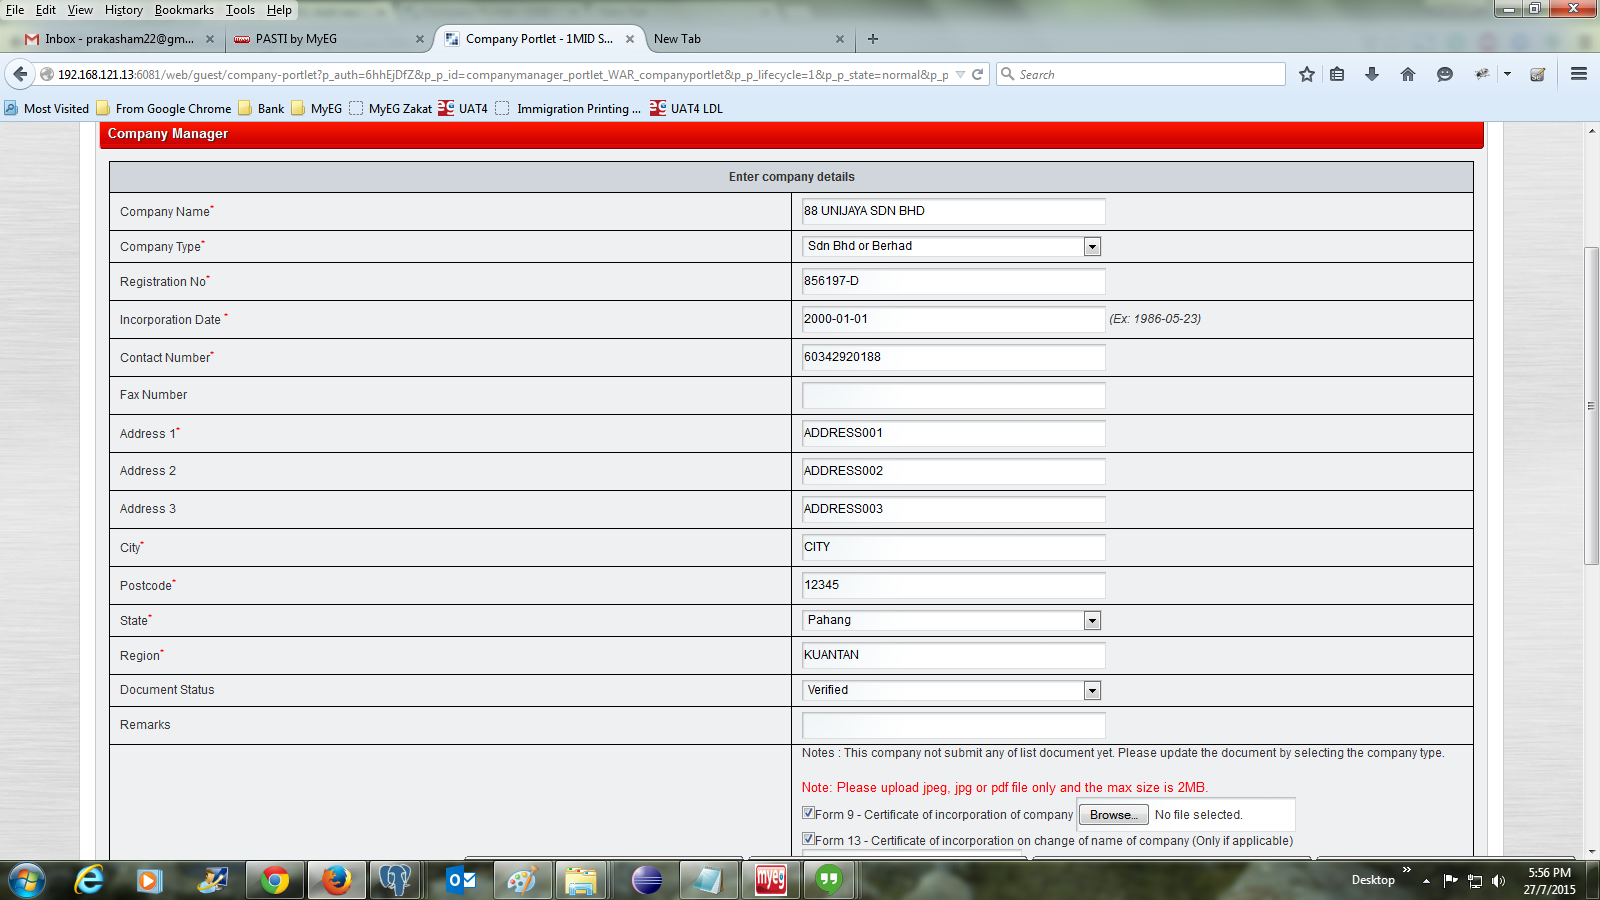 File Edit View History Bookmarks Tools Help
Inbox - prakasham22@gm... PASTI by MyEG Company Portlet - 1MID S... New Tab
192.168.121.13:6081/web/guest/company-portlet?p_auth=6hhEjDfZ&p_p_id=companymanager_portlet_WAR_companyportlet&p_p_lifecycle=1&p_p_state=normal&p_p Search
Most Visited From Google Chrome Bank MyEG MyEG Zakat UAT4 Immigration Printing ... UAT4 LDL
Company Manager
Enter company details
Company Name* 88 UNIJAYA SDN BHD
Company Type* Sdn Bhd or Berhad
Registration No* 856197-D
Incorporation Date * 2000-01-01 (Ex: 1986-05-23)
Contact Number* 60342920188
Fax Number
Address 1* ADDRESS001
Address 2 ADDRESS002
Address 3 ADDRESS003
City* CITY
Postcode* 12345
State* Pahang
Region* KUANTAN
Document Status Verified
Remarks
Notes : This company not submit any of list document yet. Please update the document by selecting the company type.
Note: Please upload jpeg, jpg or pdf file only and the max size is 2MB.
Form 9 - Certificate of incorporation of company Browse... No file selected.
Form 13 - Certificate of incorporation on change of name of company (Only if applicable)
myeg
Desktop » 5:56 PM
27/7/2015